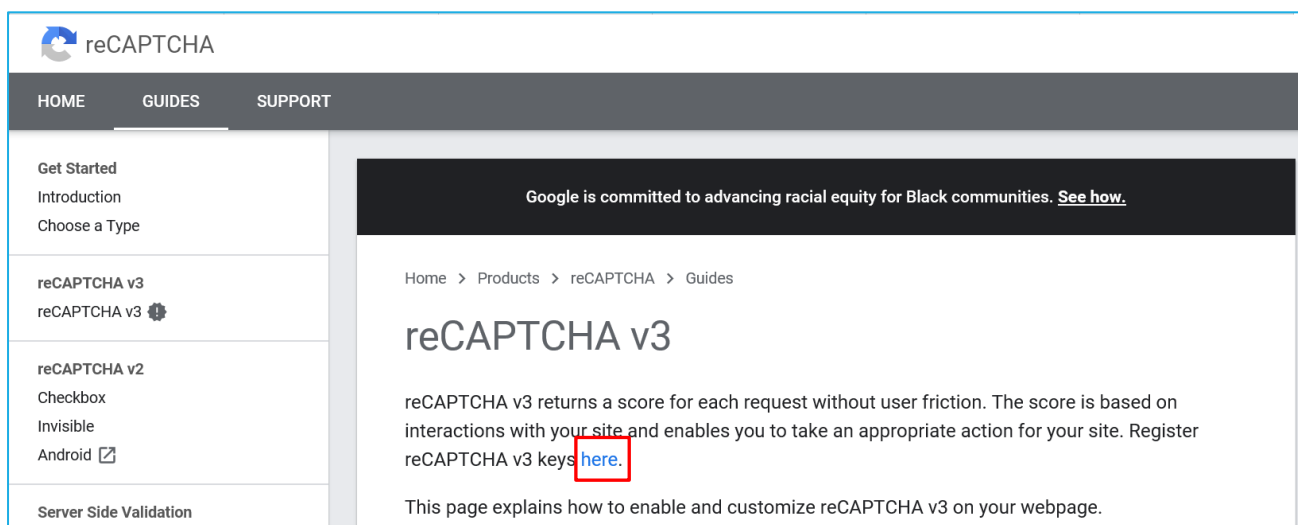 reCAPTCHA
HOME GUIDES SUPPORT
Get Started
Introduction
Choose a Type
reCAPTCHA v3
reCAPTCHA v3
reCAPTCHA v2
Checkbox
Invisible
Android
Server Side Validation
Google is committed to advancing racial equity for Black communities. See how.
Home > Products > reCAPTCHA > Guides
reCAPTCHA v3
reCAPTCHA v3 returns a score for each request without user friction. The score is based on
interactions with your site and enables you to take an appropriate action for your site. Register
reCAPTCHA v3 keys here.
This page explains how to enable and customize reCAPTCHA v3 on your webpage.